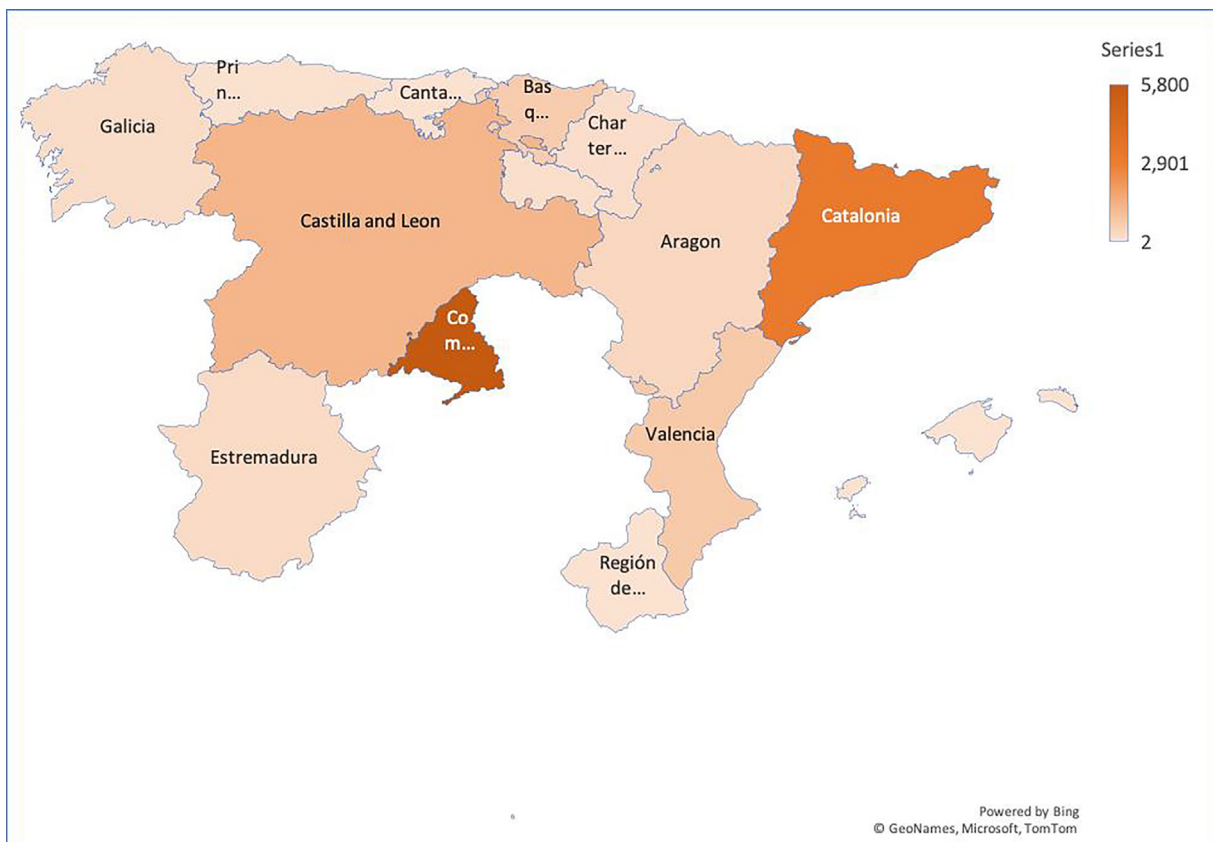 Series1
5,800
2,901
2
Pri
n...
Galicia
Canta...
Bas
q...
Char
ter...
Castilla and Leon
Aragon
Catalonia
Co
m...
Estremadura
Valencia
Región
de...
Powered by Bing
© GeoNames, Microsoft, TomTom